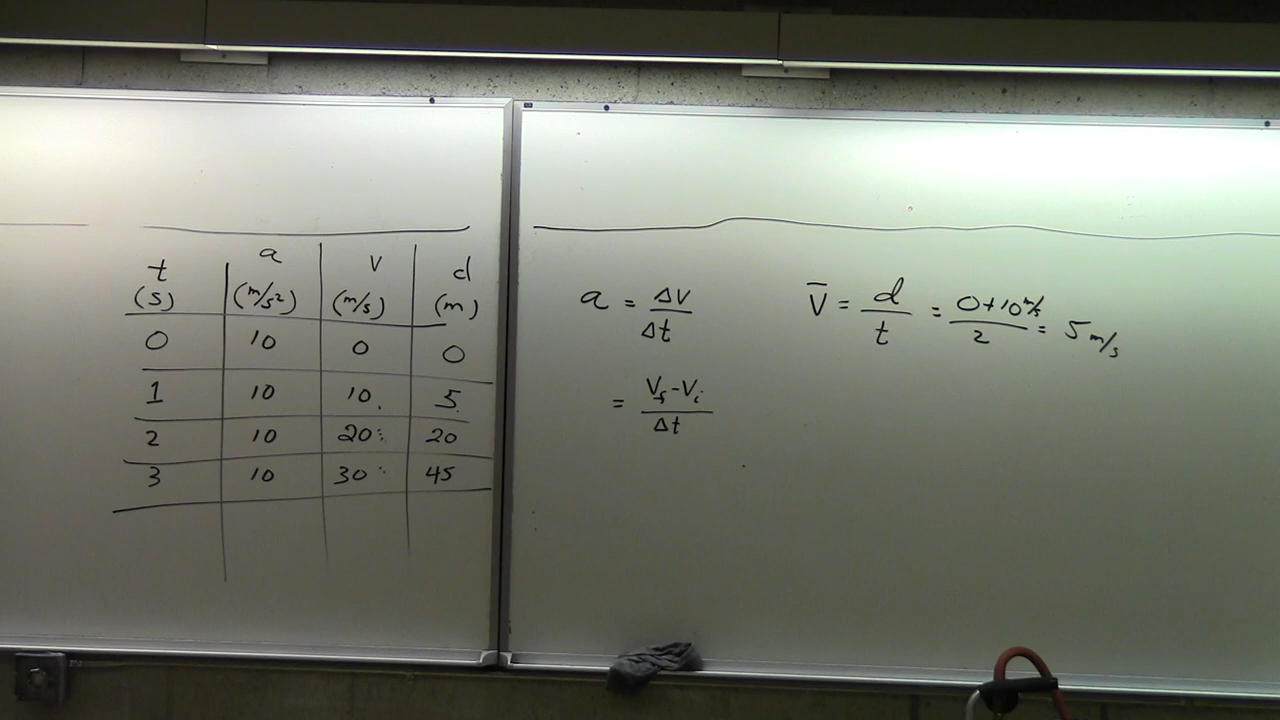 t a v d
(s) (m/s²) (m/s) (m)
0 10 0 0
1 10 10. 5.
2 10 20 20
3 10 30 45
a = Δv/Δt
= Vf-Vi/Δt
V̄ = d/t = 0+10m/s/2 = 5 m/s